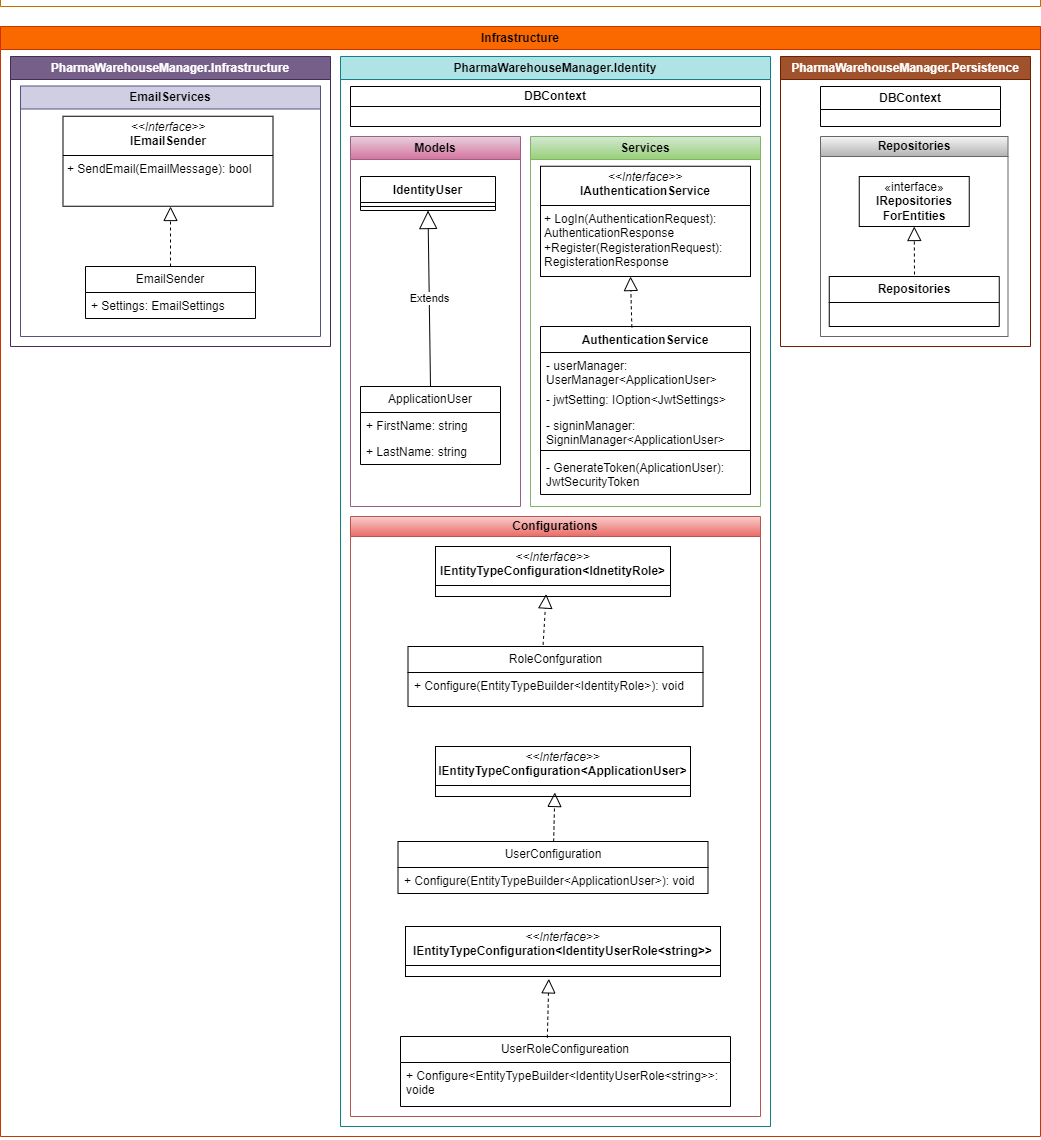 Infrastructure
PharmaWarehouseManager.Infrastructure
EmailServices
<<Interface>>
IEmailSender
+ SendEmail(EmailMessage): bool
EmailSender
+ Settings: EmailSettings
PharmaWarehouseManager.Identity
DBContext
Models
IdentityUser
Extends
ApplicationUser
+ FirstName: string
+ LastName: string
Services
<<Interface>>
IAuthenticationService
+ LogIn(AuthenticationRequest):
AuthenticationResponse
+Register(RegisterationRequest):
RegisterationResponse
AuthenticationService
- userManager:
UserManager<ApplicationUser>
- jwtSetting: IOption<JwtSettings>
- signinManager:
SigninManager<ApplicationUser>
- GenerateToken(AplicationUser):
JwtSecurityToken
Configurations
<<Interface>>
IEntityTypeConfiguration<IdnetityRole>
RoleConfguration
+ Configure(EntityTypeBuilder<IdentityRole>): void
<<Interface>>
IEntityTypeConfiguration<ApplicationUser>
UserConfiguration
+ Configure(EntityTypeBuilder<ApplicationUser>): void
<<Interface>>
IEntityTypeConfiguration<IdentityUserRole<string>>
UserRoleConfigureation
+ Configure<EntityTypeBuilder<IdentityUserRole<string>>:
voide
PharmaWarehouseManager.Persistence
DBContext
Repositories
«interface»
IRepositories
ForEntities
Repositories